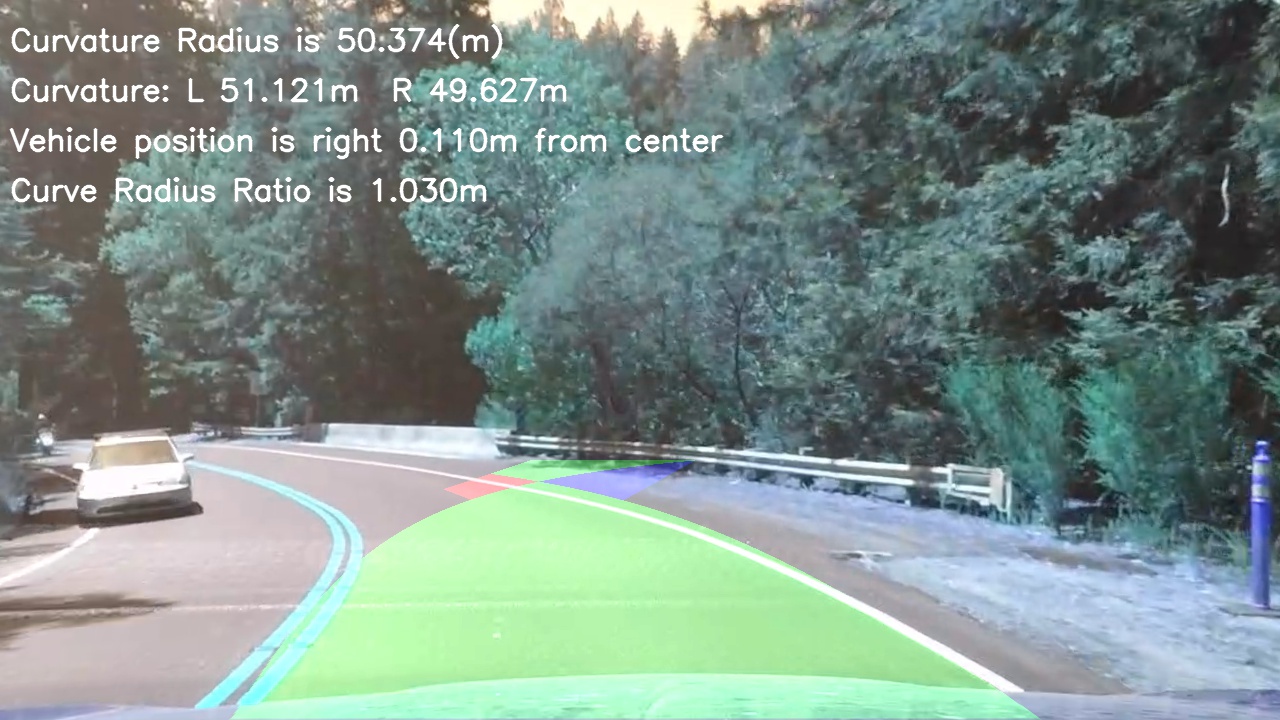 Curvature Radius is 50.374(m)
Curvature: L 51.121m R 49.627m
Vehicle position is right 0.110m from center
Curve Radius Ratio is 1.030m